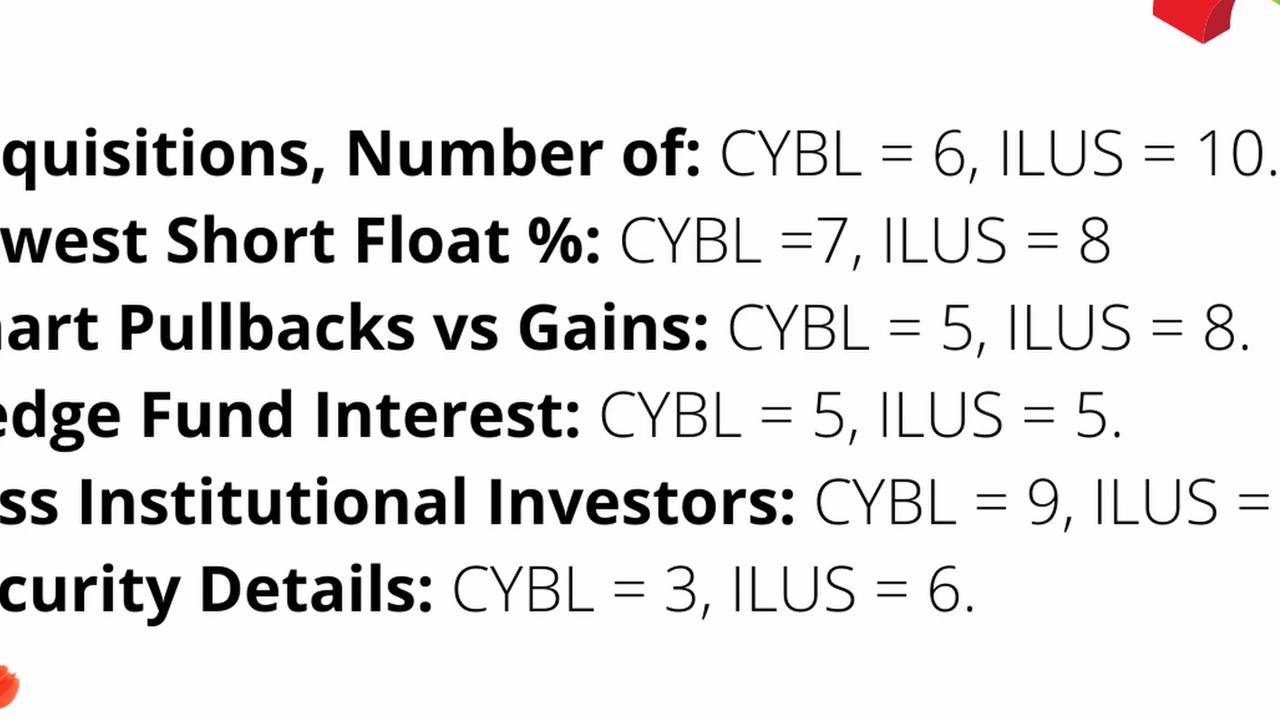 quisitions, Number of: CYBL = 6, ILUS = 10.
west Short Float %: CYBL =7, ILUS = 8
art Pullbacks vs Gains: CYBL = 5, ILUS = 8.
edge Fund Interest: CYBL = 5, ILUS = 5.
ss Institutional Investors: CYBL = 9, ILUS =
curity Details: CYBL = 3, ILUS = 6.